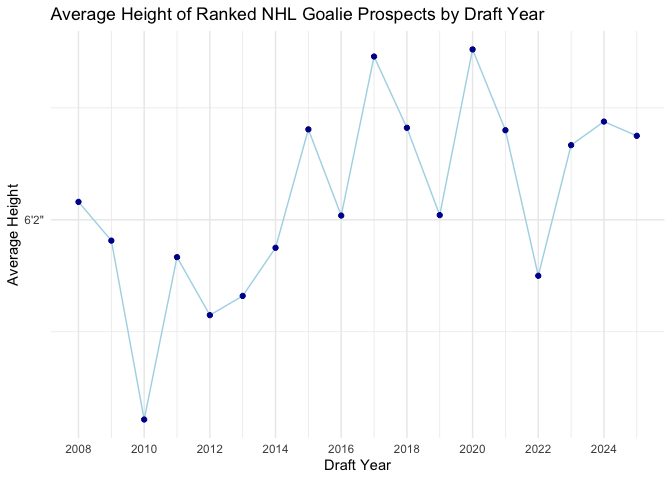 Average Height of Ranked NHL Goalie Prospects by Draft Year
Average Height
6'2"
2008 2010 2012 2014 2016 2018 2020 2022 2024
Draft Year